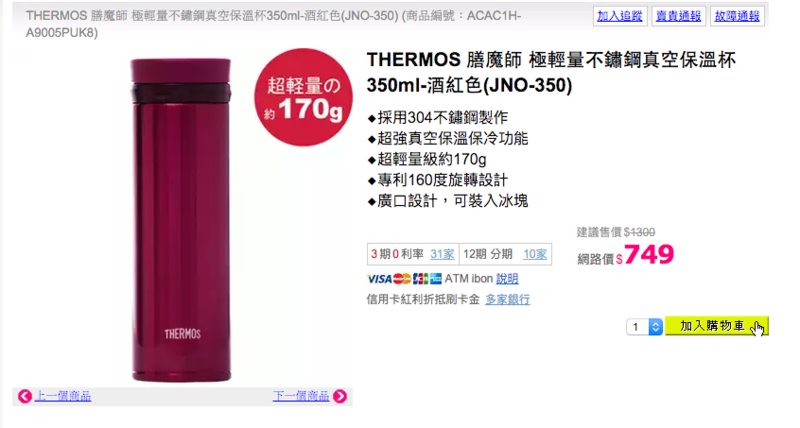 THERMOS 膳魔師 極輕量不鏽鋼真空保溫杯350ml-酒紅色(JNO-350) (商品編號：ACAC1H-
A9005PUK8)
加入追蹤 賣貴通報 故障通報
超軽量の
約170g
THERMOS
上一個商品 下一個商品
THERMOS 膳魔師 極輕量不鏽鋼真空保溫杯
350ml-酒紅色(JNO-350)
◆採用304不鏽鋼製作
◆超強真空保溫保冷功能
◆超輕量級約170g
◆專利160度旋轉設計
◆廣口設計，可裝入冰塊
建議售價 $1300
網路價 $749
3 期 0 利率 31家 12期 分期 10家
VISA JCB ATM ibon 說明
信用卡紅利折抵刷卡金 多家銀行
1 加入購物車